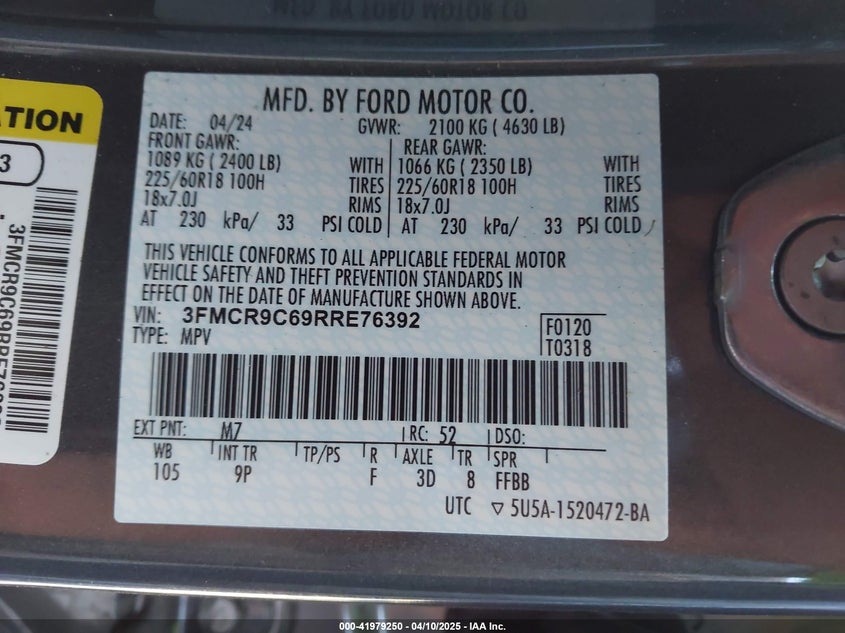 MFD. BY FORD MOTOR CO.
ATION
3
3FMCR9C69RRE76392
MFD. BY FORD MOTOR CO.
DATE: 04/24 GVWR: 2100 KG ( 4630 LB)
FRONT GAWR: REAR GAWR:
1089 KG ( 2400 LB) WITH 1066 KG ( 2350 LB) WITH
225/60R18 100H TIRES 225/60R18 100H TIRES
18x7.0J RIMS 18x7.0J RIMS
AT 230 kPa/ 33 PSI COLD AT 230 kPa/ 33 PSI COLD
THIS VEHICLE CONFORMS TO ALL APPLICABLE FEDERAL MOTOR
VEHICLE SAFETY AND THEFT PREVENTION STANDARDS IN
EFFECT ON THE DATE OF MANUFACTURE SHOWN ABOVE.
VIN: 3FMCR9C69RRE76392 F0120
TYPE: MPV T0318
EXT PNT: M7 RC: 52 DSO:
WB INT TR TP/PS R AXLE TR SPR
105 9P F 3D 8 FFBB
UTC ▽ 5U5A-1520472-BA
000-41979250 - 04/10/2025 - IAA Inc.